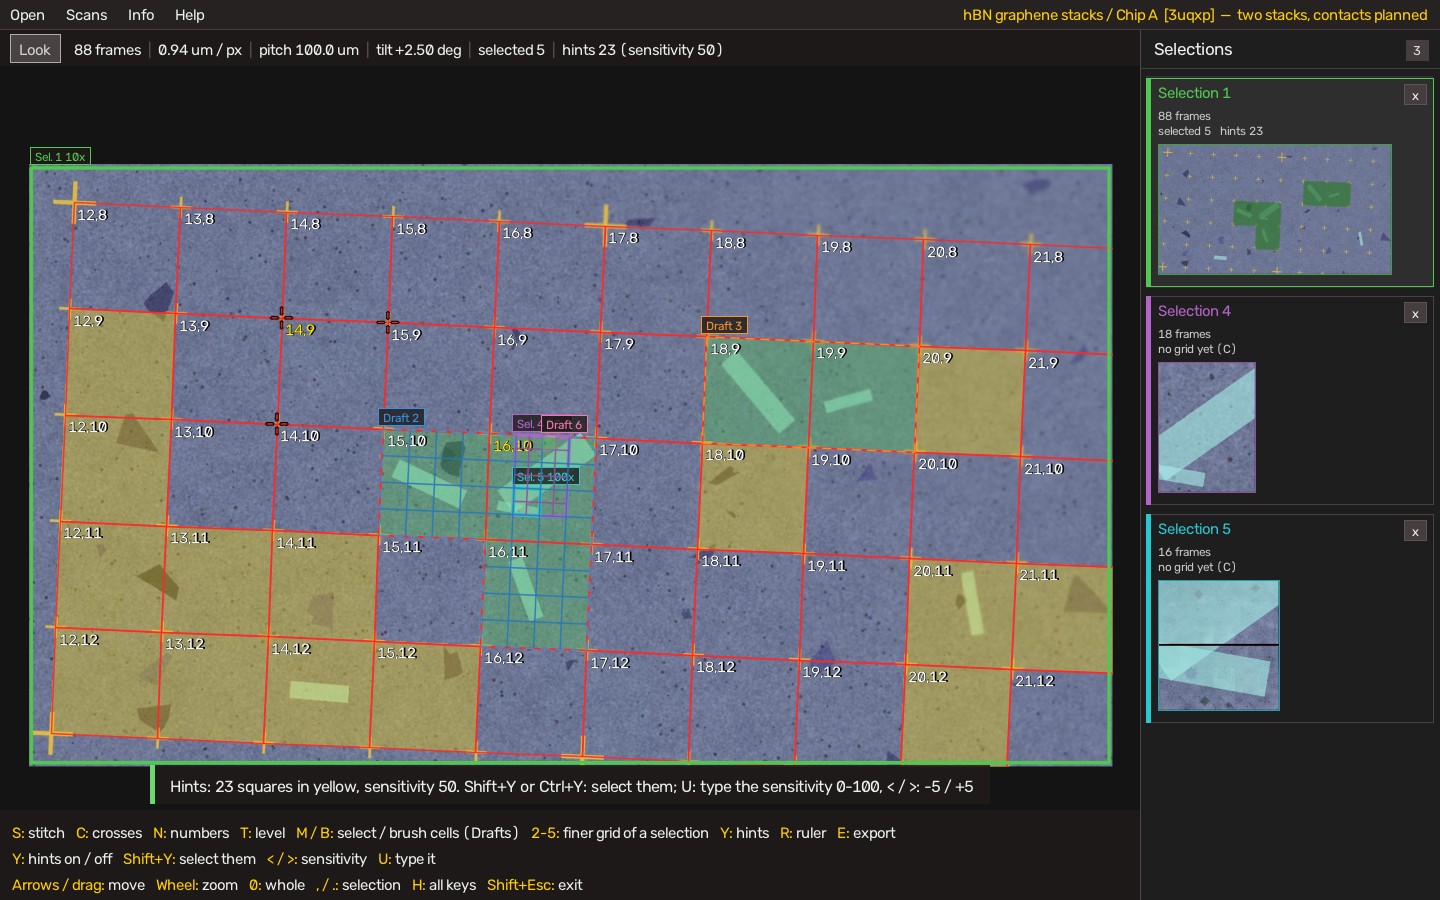 Open Scans Info Help
hBN graphene stacks / Chip A [3uqxp] — two stacks, contacts planned
Look 88 frames 0.94 um / px pitch 100.0 um tilt +2.50 deg selected 5 hints 23 (sensitivity 50)
Selections 3
Selection 1 x
88 frames
selected 5 hints 23
Selection 4 x
18 frames
no grid yet (C)
Selection 5 x
16 frames
no grid yet (C)
Sel. 1 10x
12,8 13,8 14,8 15,8 16,8 17,8 18,8 19,8 20,8 21,8
12,9 13,9 14,9 15,9 16,9 17,9 18,9 19,9 20,9 21,9
Draft 3
12,10 13,10 14,10 15,10 16,10 17,10 18,10 19,10 20,10 21,10
Draft 2
Sel. 4
Draft 6
Sel. 5 100x
12,11 13,11 14,11 15,11 16,11 17,11 18,11 19,11 20,11 21,11
12,12 13,12 14,12 15,12 16,12 17,12 18,12 19,12 20,12 21,12
Hints: 23 squares in yellow, sensitivity 50. Shift+Y or Ctrl+Y: select them; U: type the sensitivity 0-100, < / >: -5 / +5
S: stitch C: crosses N: numbers T: level M / B: select / brush cells (Drafts) 2-5: finer grid of a selection Y: hints R: ruler E: export
Y: hints on / off Shift+Y: select them < / >: sensitivity U: type it
Arrows / drag: move Wheel: zoom 0: whole , / .: selection H: all keys Shift+Esc: exit